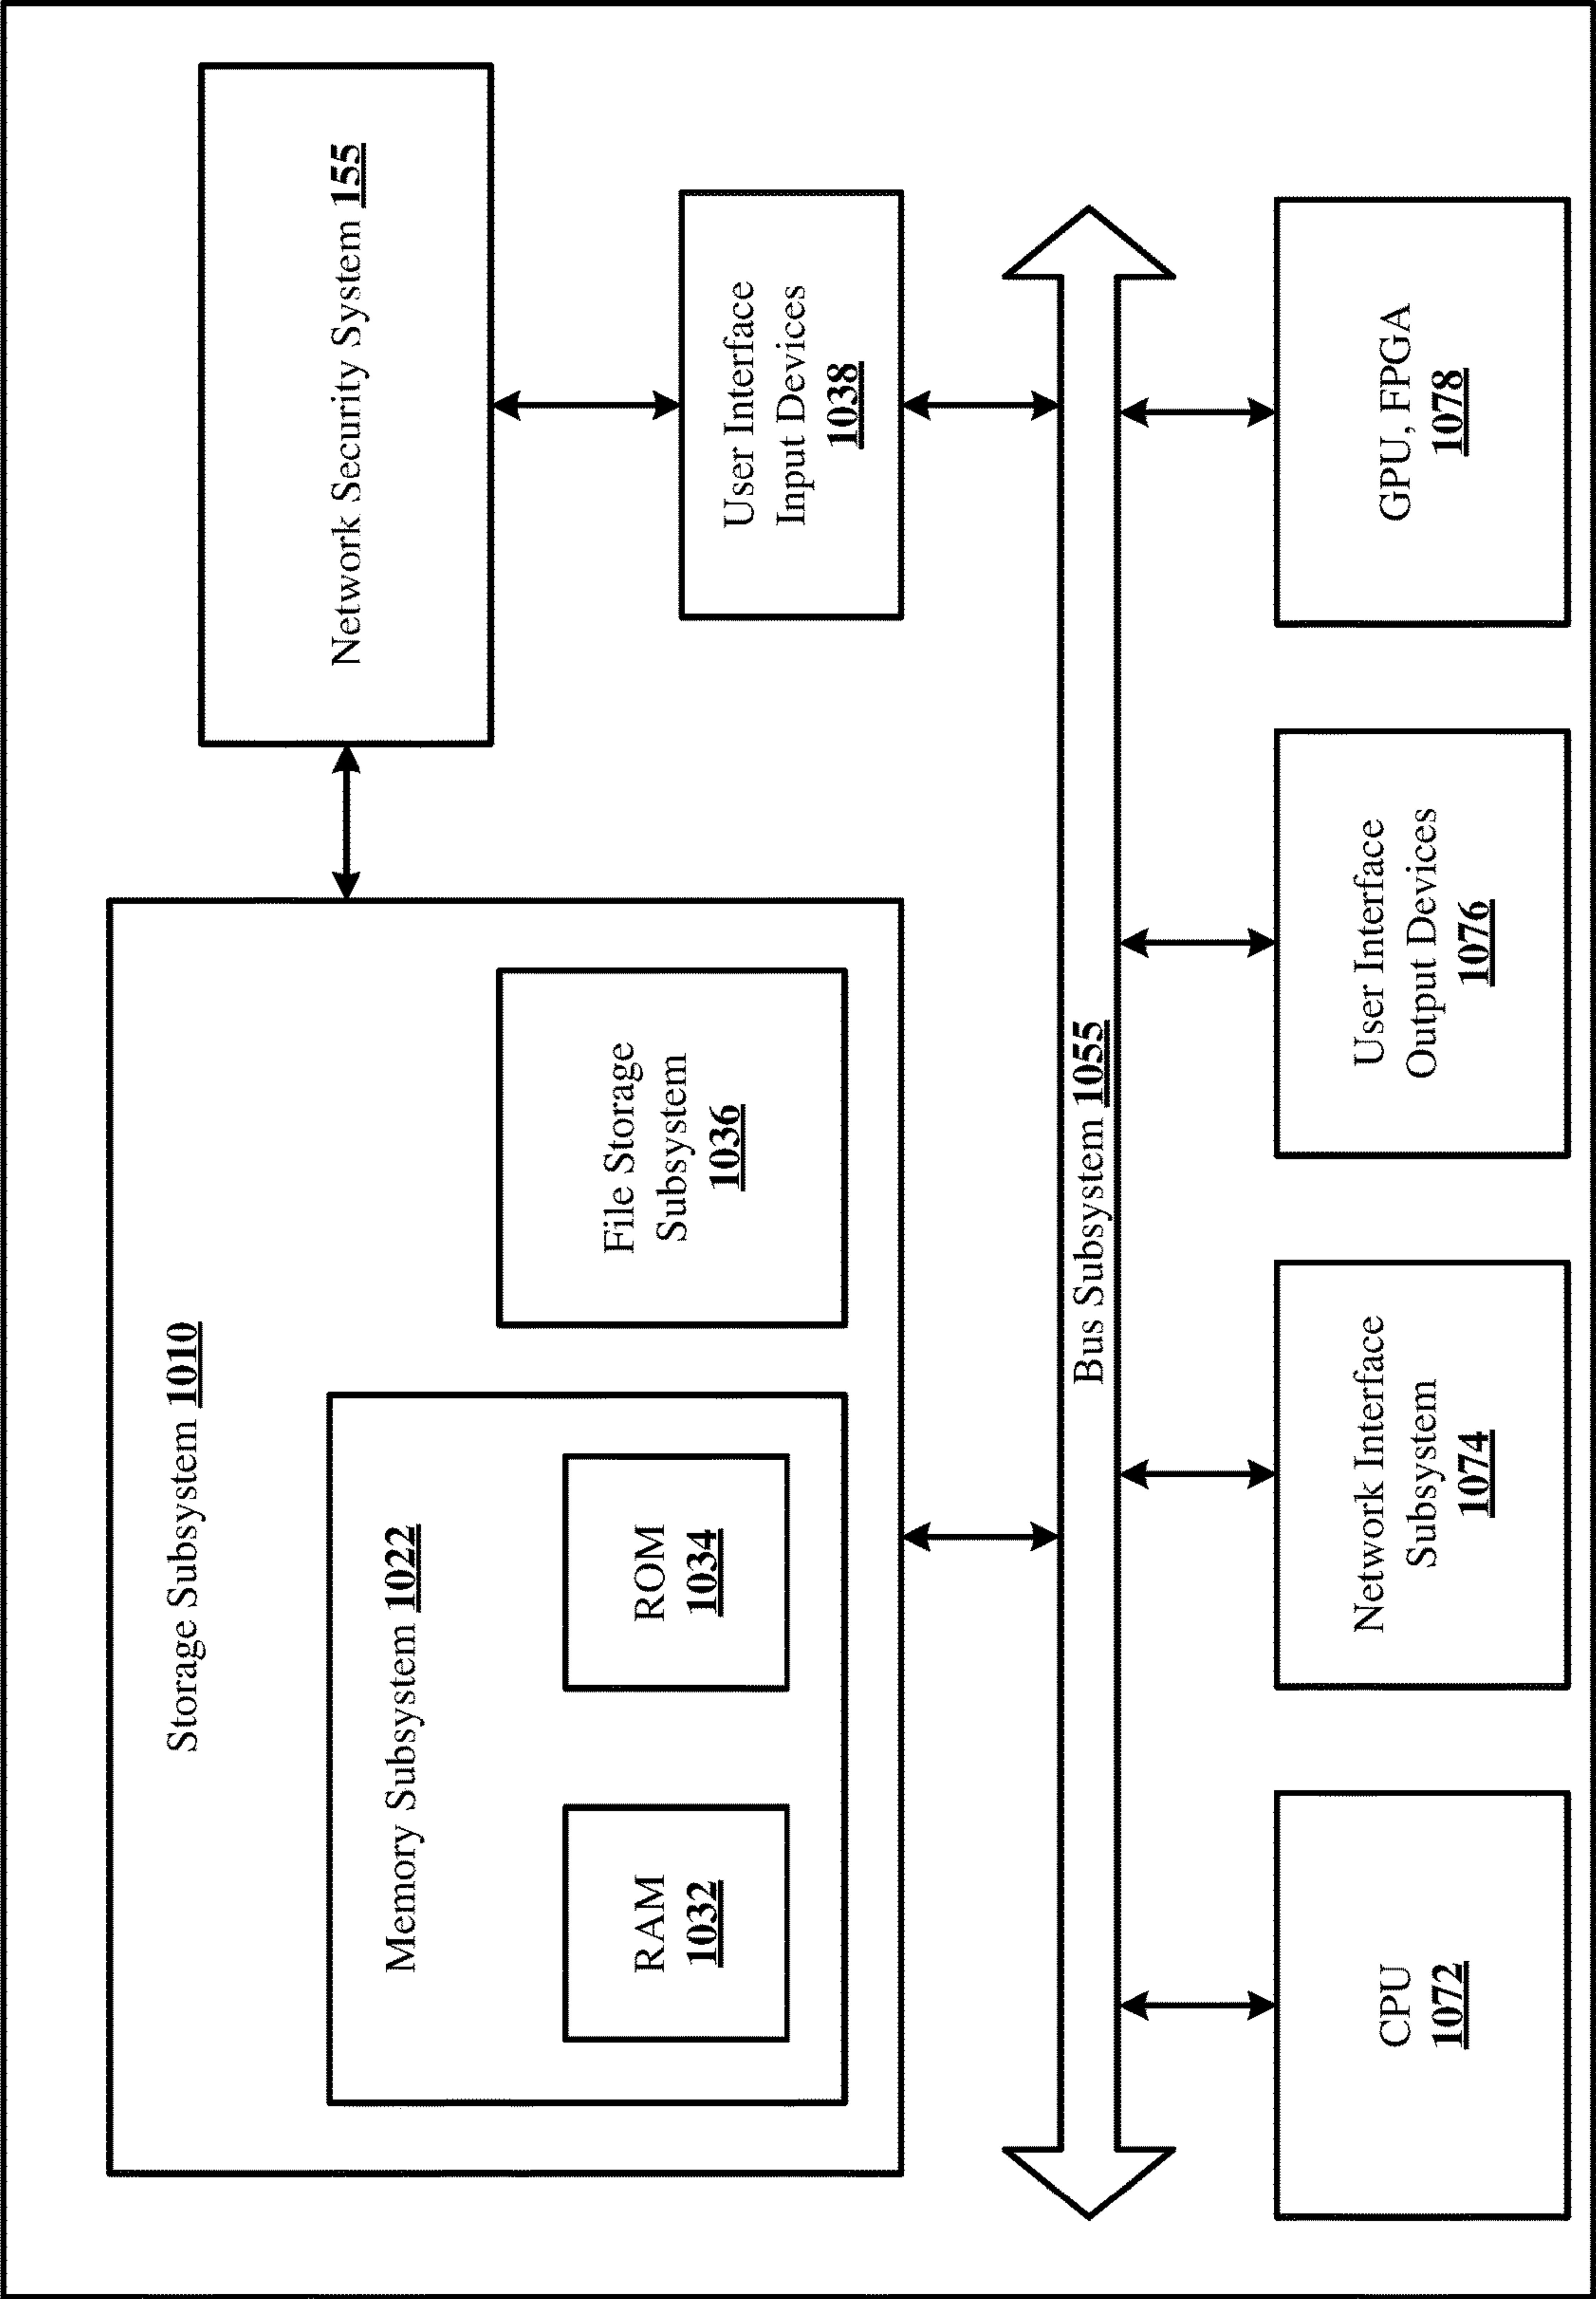 Storage Subsystem 1010
Memory Subsystem 1022
RAM
1032
ROM
1034
File Storage
Subsystem
1036
Network Security System 155
User Interface
Input Devices
1038
Bus Subsystem 1055
CPU
1072
Network Interface
Subsystem
1074
User Interface
Output Devices
1076
GPU, FPGA
1078